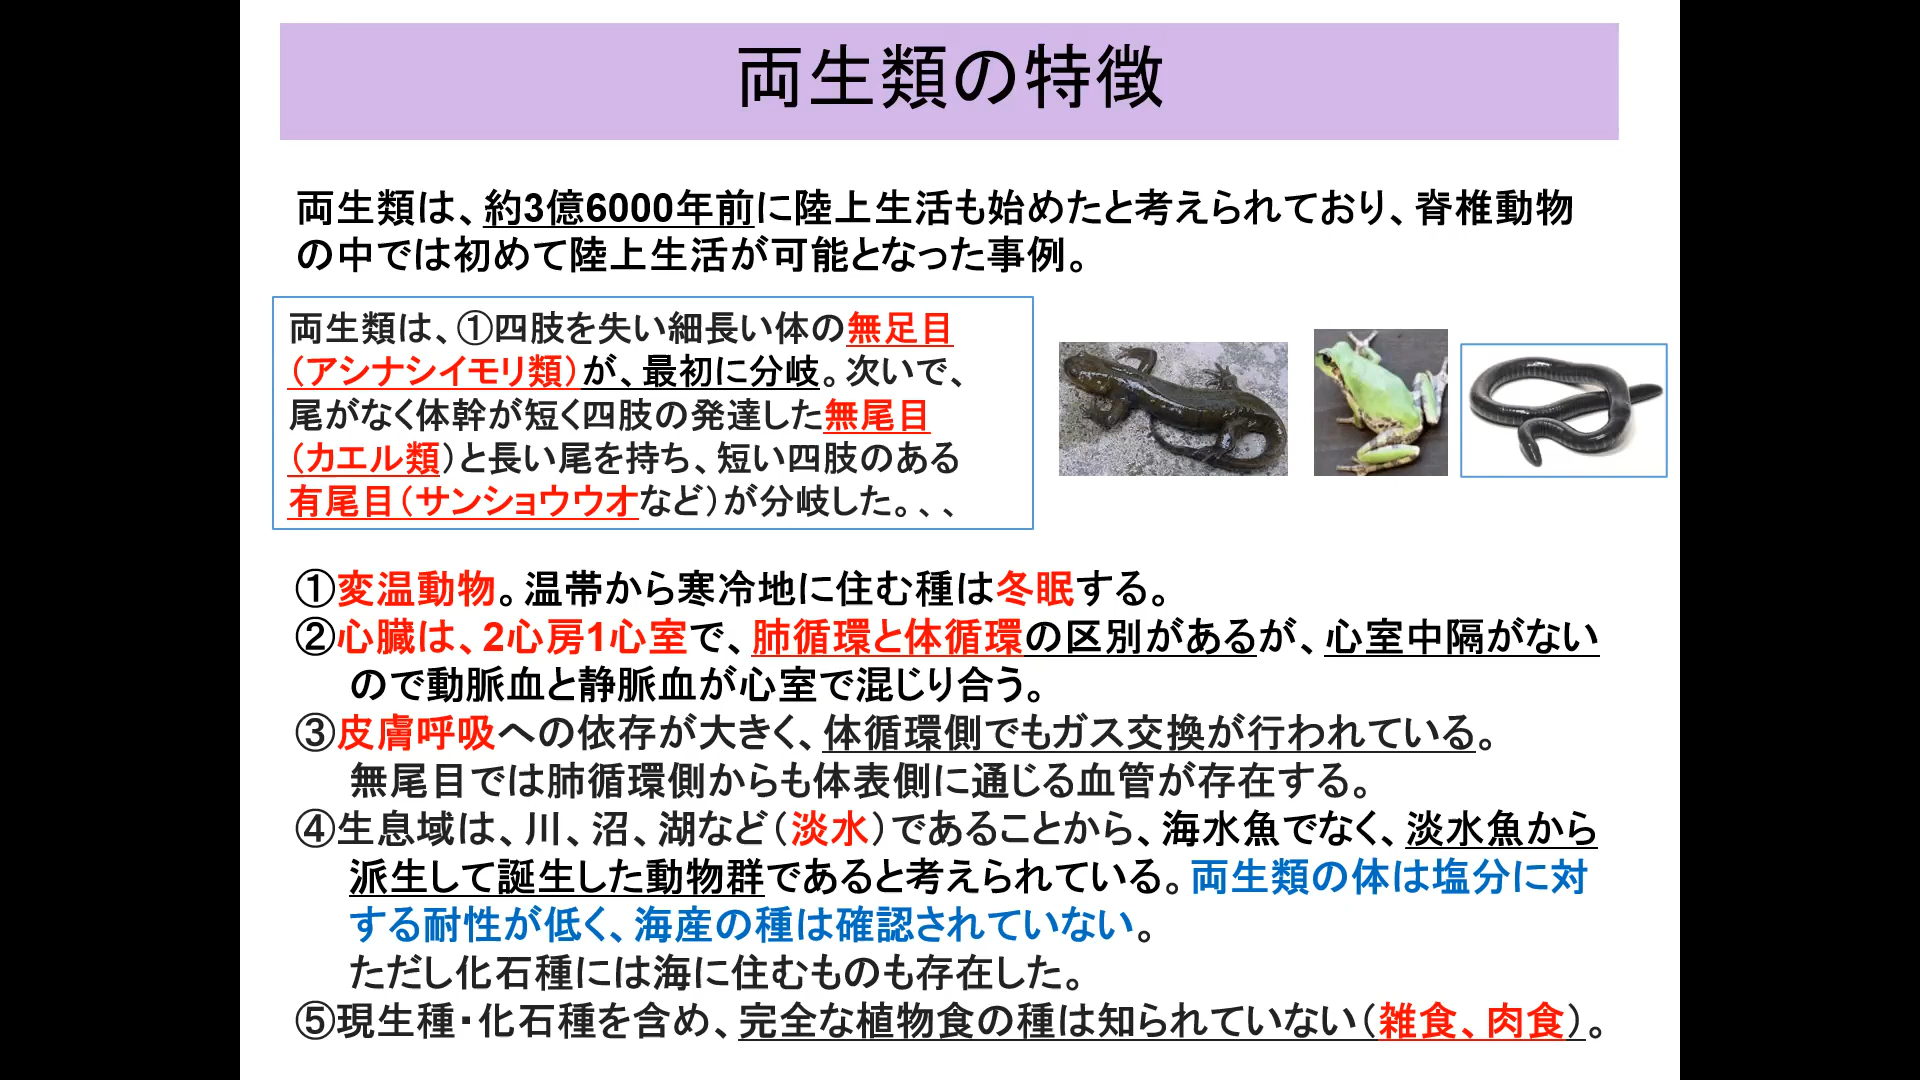 両生類の特徴
両生類は、約3億6000年前に陸上生活も始めたと考えられており、脊椎動物
の中では初めて陸上生活が可能となった事例。
両生類は、①四肢を失い細長い体の無足目
（アシナシイモリ類）が、最初に分岐。次いで、
尾がなく体幹が短く四肢の発達した無尾目
（カエル類）と長い尾を持ち、短い四肢のある
有尾目（サンショウウオなど）が分岐した。、、
①変温動物。温帯から寒冷地に住む種は冬眠する。
②心臓は、2心房1心室で、肺循環と体循環の区別があるが、心室中隔がない
ので動脈血と静脈血が心室で混じり合う。
③皮膚呼吸への依存が大きく、体循環側でもガス交換が行われている。
無尾目では肺循環側からも体表側に通じる血管が存在する。
④生息域は、川、沼、湖など（淡水）であることから、海水魚でなく、淡水魚から
派生して誕生した動物群であると考えられている。両生類の体は塩分に対
する耐性が低く、海産の種は確認されていない。
ただし化石種には海に住むものも存在した。
⑤現生種・化石種を含め、完全な植物食の種は知られていない（雑食、肉食）。